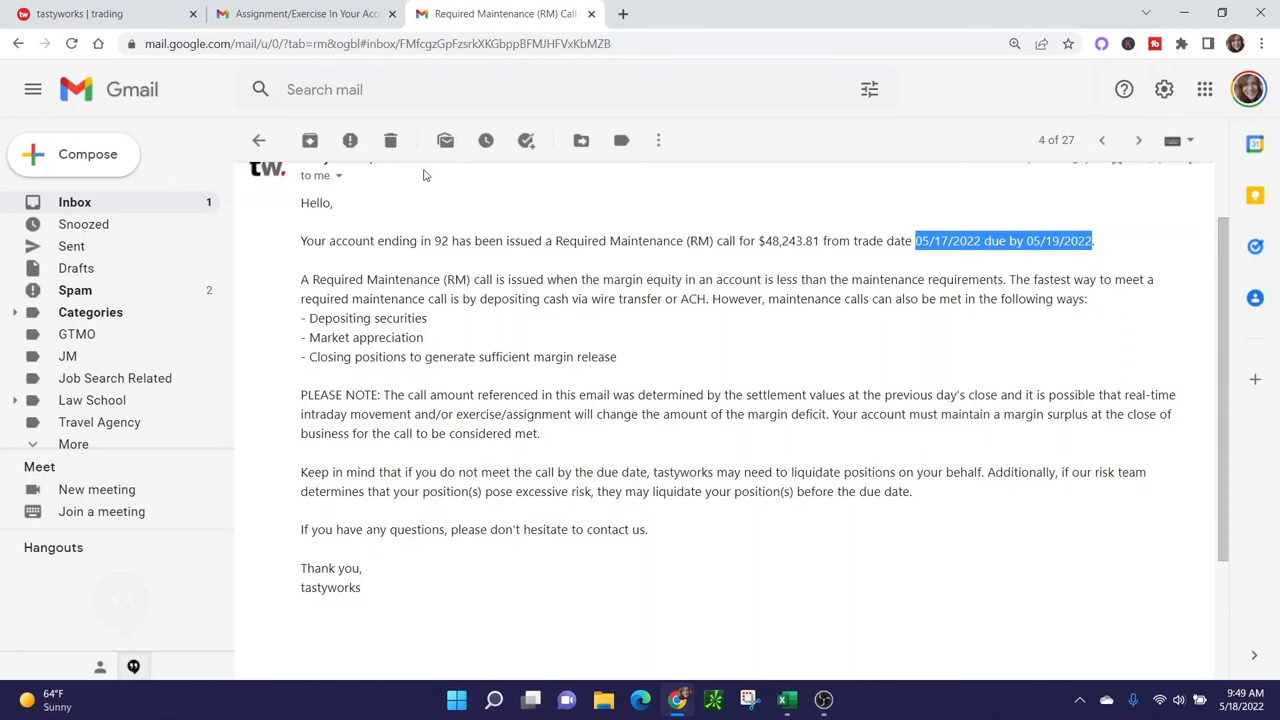 tastyworks | trading
Assignment/Exercise In Your Acc
Required Maintenance (RM) Call
mail.google.com/mail/u/0/?tab=rm&ogbl#inbox/FMfcgzGpFzsrkXKGbppBFMJHFVxKbMZB
Gmail
Search mail
Compose
4 of 27
Inbox 1
Snoozed
Sent
Drafts
Spam 2
Categories
GTMO
JM
Job Search Related
Law School
Travel Agency
More
Meet
New meeting
Join a meeting
Hangouts
tw.
to me
Hello,
Your account ending in 92 has been issued a Required Maintenance (RM) call for $48,243.81 from trade date 05/17/2022 due by 05/19/2022.
A Required Maintenance (RM) call is issued when the margin equity in an account is less than the maintenance requirements. The fastest way to meet a
required maintenance call is by depositing cash via wire transfer or ACH. However, maintenance calls can also be met in the following ways:
- Depositing securities
- Market appreciation
- Closing positions to generate sufficient margin release
PLEASE NOTE: The call amount referenced in this email was determined by the settlement values at the previous day's close and it is possible that real-time
intraday movement and/or exercise/assignment will change the amount of the margin deficit. Your account must maintain a margin surplus at the close of
business for the call to be considered met.
Keep in mind that if you do not meet the call by the due date, tastyworks may need to liquidate positions on your behalf. Additionally, if our risk team
determines that your position(s) pose excessive risk, they may liquidate your position(s) before the due date.
If you have any questions, please don't hesitate to contact us.
Thank you,
tastyworks
64°F
Sunny
9:49 AM
5/18/2022